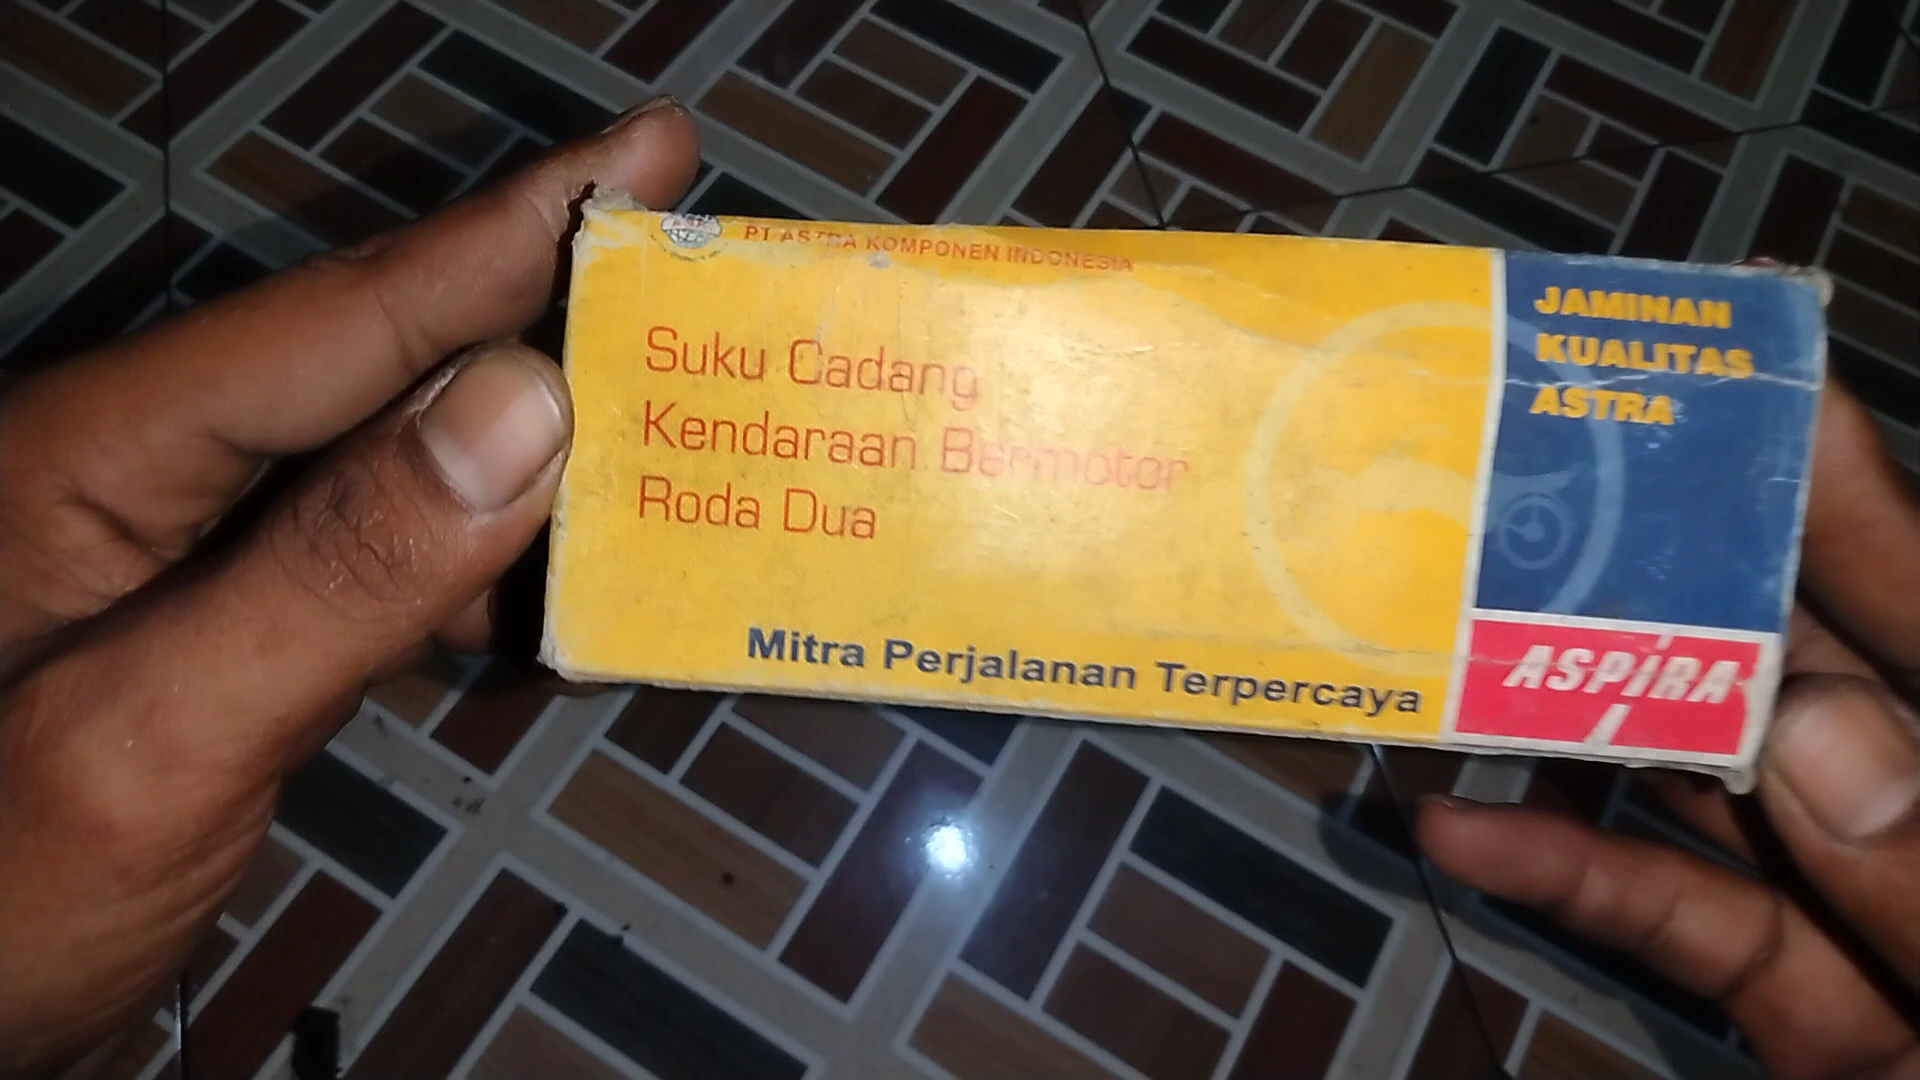 PT ASTRA KOMPONEN INDONESIA
Suku Cadang
Kendaraan Bermotor
Roda Dua
Mitra Perjalanan Terpercaya
JAMINAN
KUALITAS
ASTRA
ASPIRA